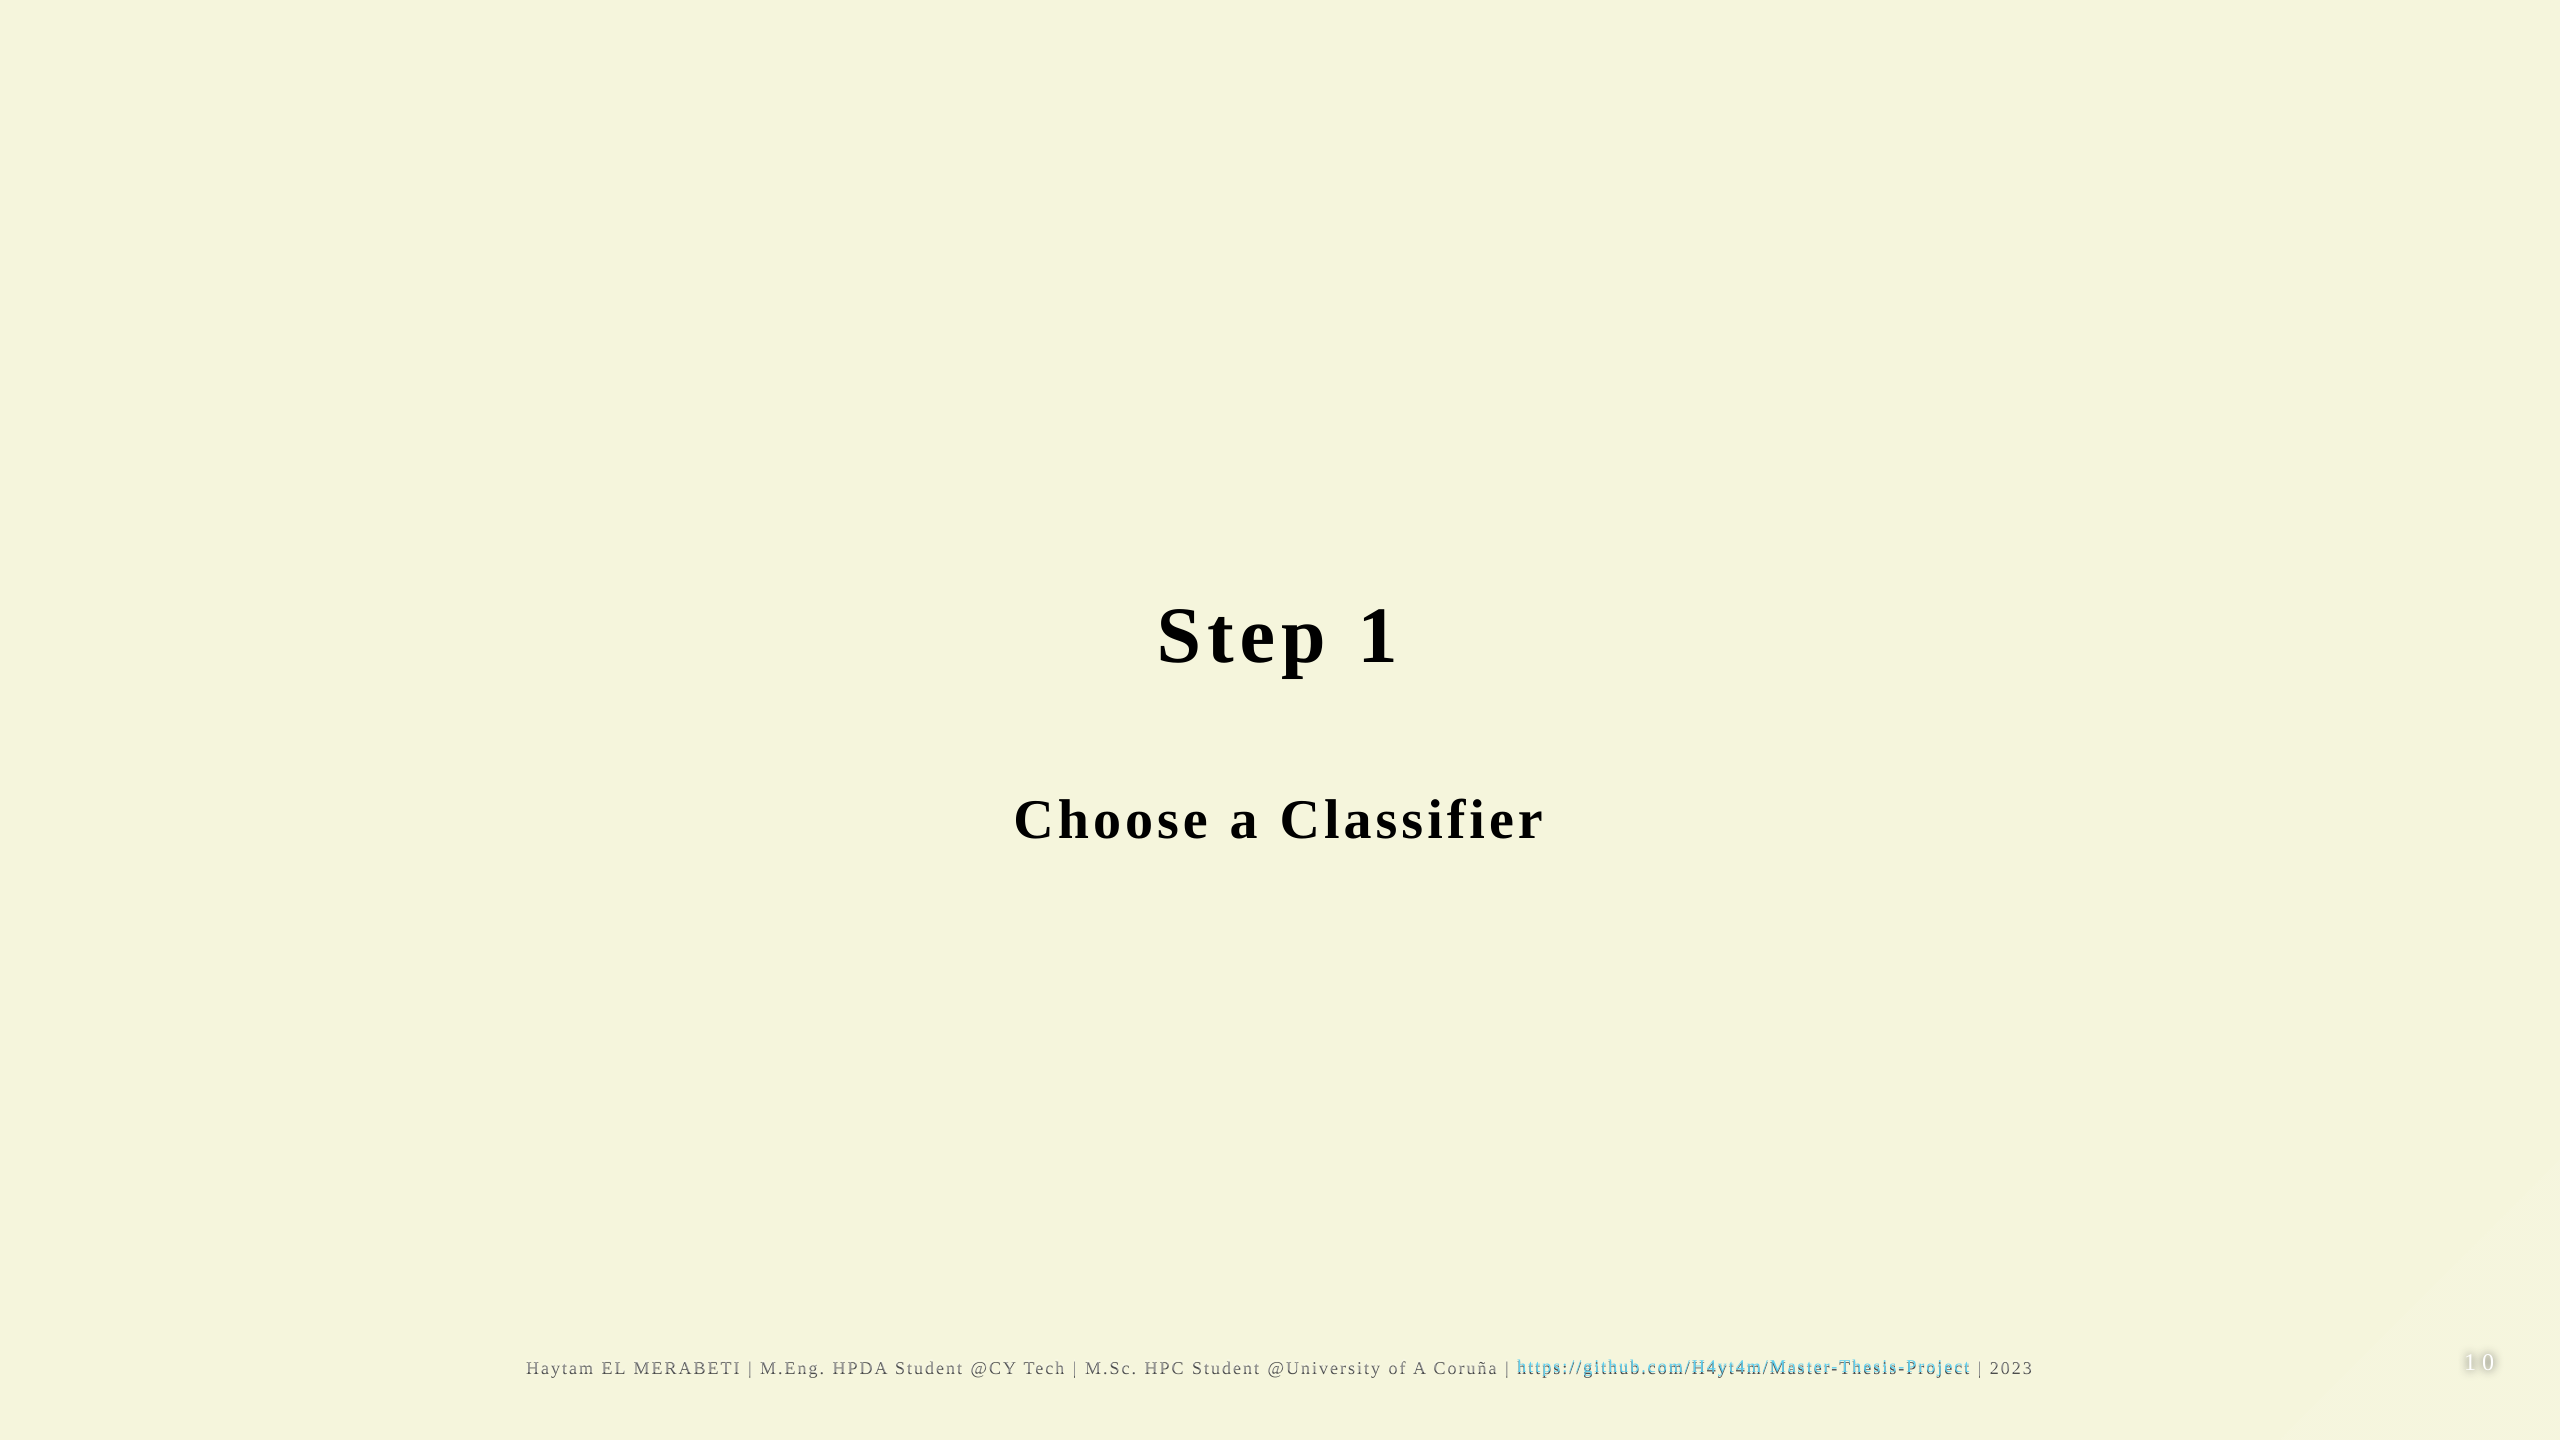 Step 1
Choose a Classifier
Haytam EL MERABETI | M.Eng. HPDA Student @CY Tech | M.Sc. HPC Student @University of A Coruña | https://github.com/H4yt4m/Master-Thesis-Project | 2023
10